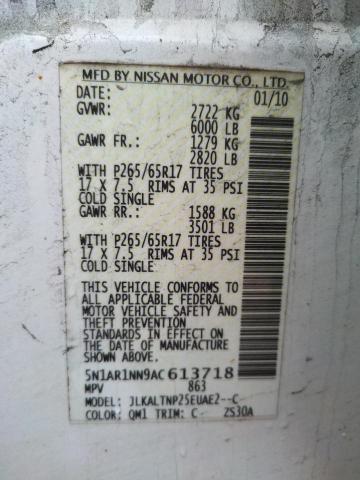 MFD BY NISSAN MOTOR CO., LTD.
DATE: 01/10
GVWR: 2722 KG
6000 LB
GAWR FR.: 1279 KG
2820 LB
WITH P265/65R17 TIRES
17 X 7.5 RIMS AT 35 PSI
COLD SINGLE
GAWR RR.: 1588 KG
3501 LB
WITH P265/65R17 TIRES
17 X 7.5 RIMS AT 35 PSI
COLD SINGLE
THIS VEHICLE CONFORMS TO
ALL APPLICABLE FEDERAL
MOTOR VEHICLE SAFETY AND
THEFT PREVENTION
STANDARDS IN EFFECT ON
THE DATE OF MANUFACTURE
SHOWN ABOVE.
5N1AR1NN9AC613718
MPV 863
MODEL: JLKALTNP25EUAE2--C
COLOR: QM1 TRIM: C- ZS30A